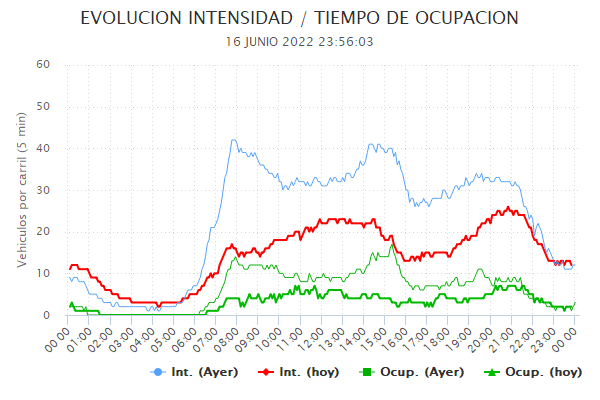 EVOLUCION INTENSIDAD / TIEMPO DE OCUPACION
16 JUNIO 2022 23:56:03
Vehiculos por carril (5 min)
60
50
40
30
20
10
0
00:00 01:00 02:00 03:00 04:00 05:00 06:00 07:00 08:00 09:00 10:00 11:00 12:00 13:00 14:00 15:00 16:00 17:00 18:00 19:00 20:00 21:00 22:00 23:00 00:00
Int. (Ayer) Int. (hoy) Ocup. (Ayer) Ocup. (hoy)